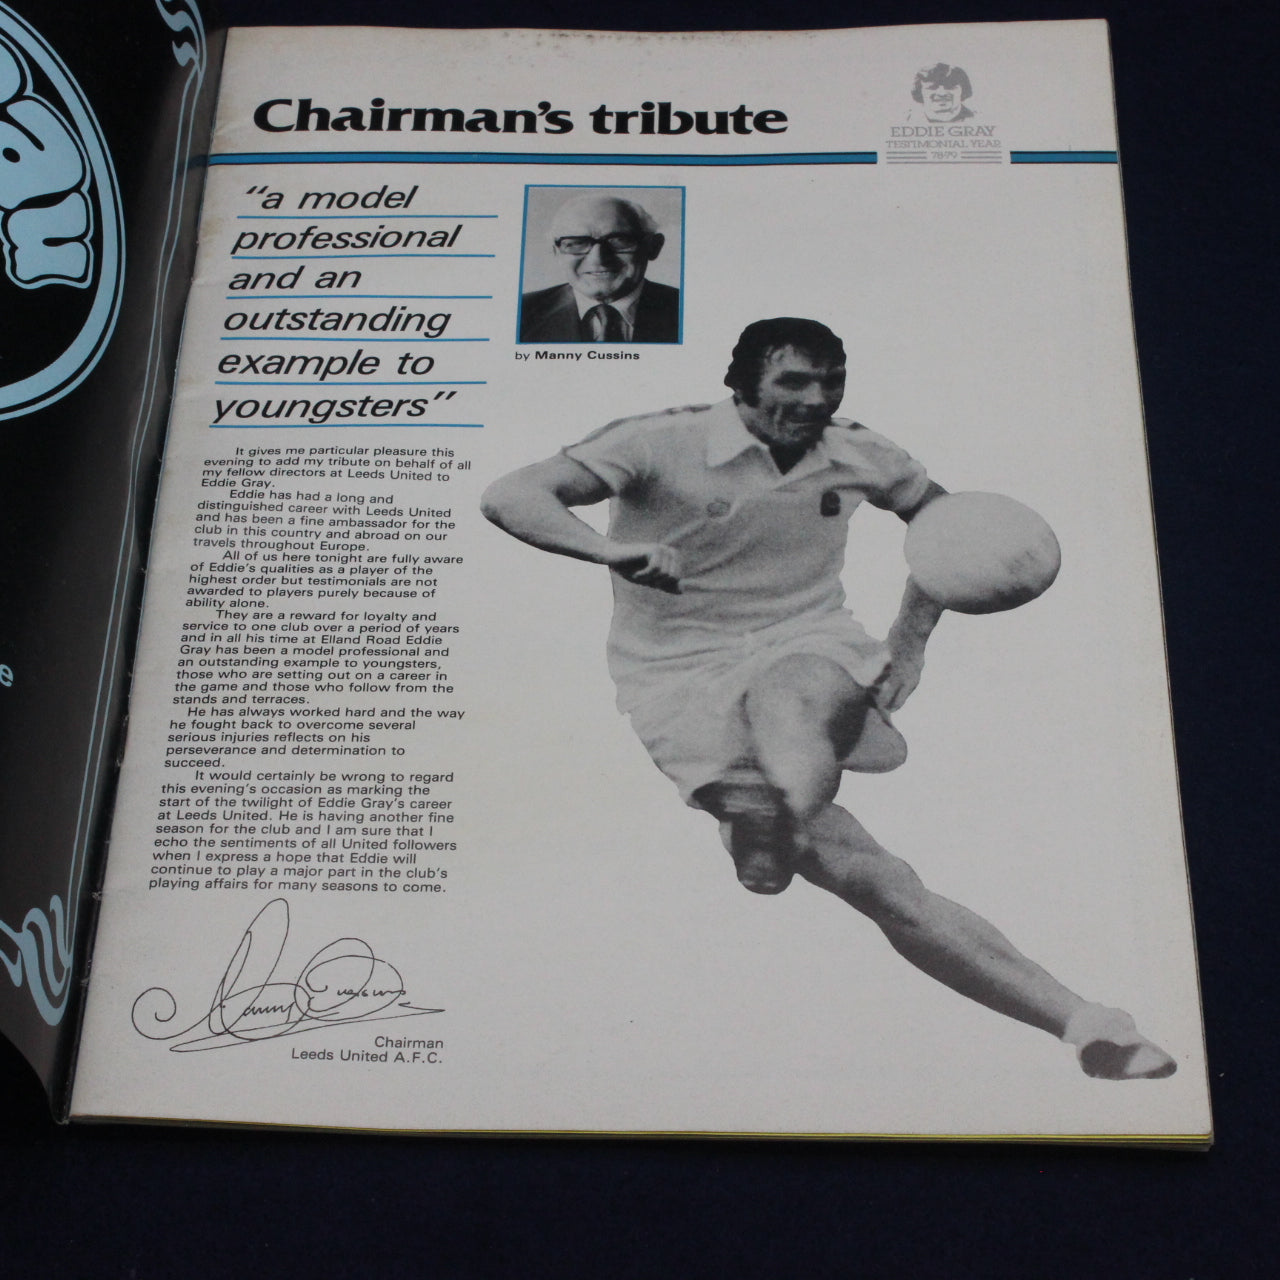 Chairman's tribute
EDDIE GRAY
TESTIMONIAL YEAR
78-79
"a model
professional
and an
outstanding
example to
youngsters"
by Manny Cussins
It gives me particular pleasure this
evening to add my tribute on behalf of all
my fellow directors at Leeds United to
Eddie Gray.
Eddie has had a long and
distinguished career with Leeds United
and has been a fine ambassador for the
club in this country and abroad on our
travels throughout Europe.
All of us here tonight are fully aware
of Eddie's qualities as a player of the
highest order but testimonials are not
awarded to players purely because of
ability alone.
They are a reward for loyalty and
service to one club over a period of years
and in all his time at Elland Road Eddie
Gray has been a model professional and
an outstanding example to youngsters,
those who are setting out on a career in
the game and those who follow from the
stands and terraces.
He has always worked hard and the way
he fought back to overcome several
serious injuries reflects on his
perseverance and determination to
succeed.
It would certainly be wrong to regard
this evening's occasion as marking the
start of the twilight of Eddie Gray's career
at Leeds United. He is having another fine
season for the club and I am sure that I
echo the sentiments of all United followers
when I express a hope that Eddie will
continue to play a major part in the club's
playing affairs for many seasons to come.
Manny Cussins
Chairman
Leeds United A.F.C.